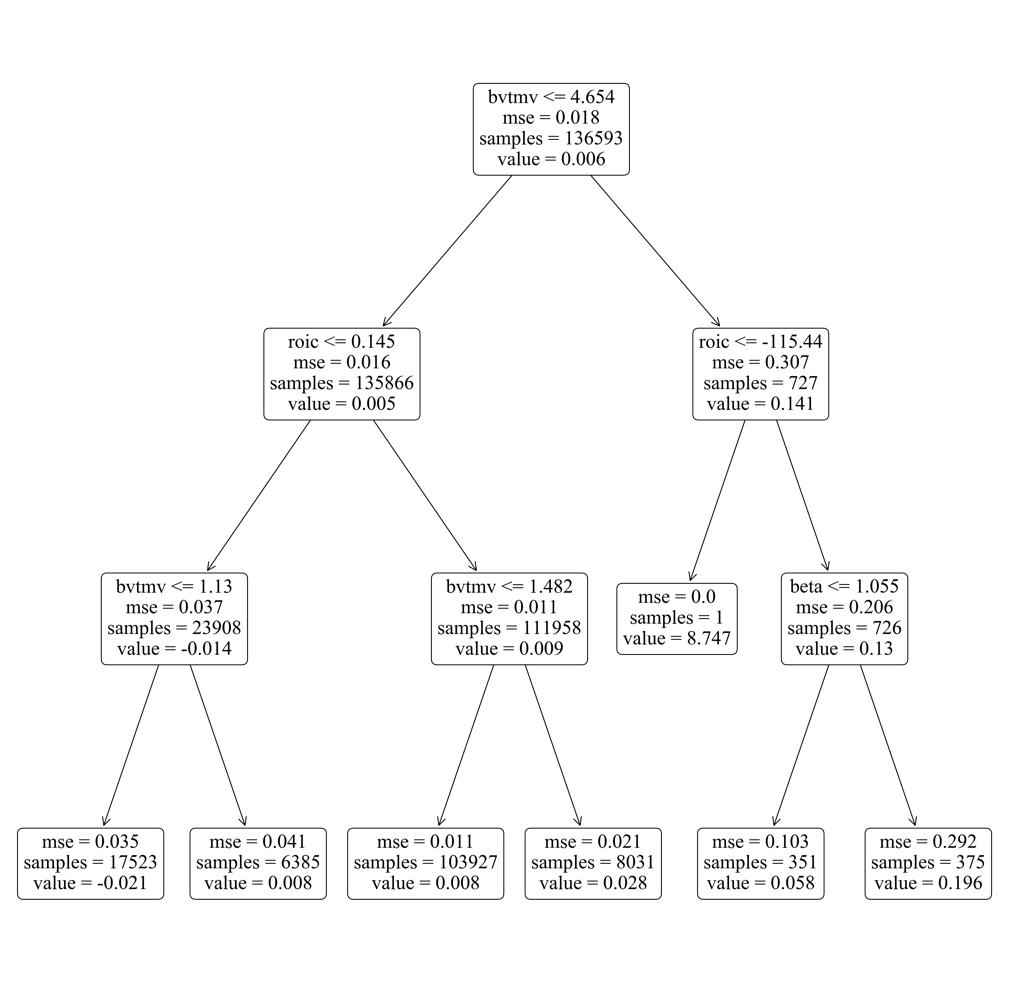 bvtmv <= 4.654
mse = 0.018
samples = 136593
value = 0.006
roic <= 0.145
mse = 0.016
samples = 135866
value = 0.005
roic <= -115.44
mse = 0.307
samples = 727
value = 0.141
bvtmv <= 1.13
mse = 0.037
samples = 23908
value = -0.014
bvtmv <= 1.482
mse = 0.011
samples = 111958
value = 0.009
mse = 0.0
samples = 1
value = 8.747
beta <= 1.055
mse = 0.206
samples = 726
value = 0.13
mse = 0.035
samples = 17523
value = -0.021
mse = 0.041
samples = 6385
value = 0.008
mse = 0.011
samples = 103927
value = 0.008
mse = 0.021
samples = 8031
value = 0.028
mse = 0.103
samples = 351
value = 0.058
mse = 0.292
samples = 375
value = 0.196